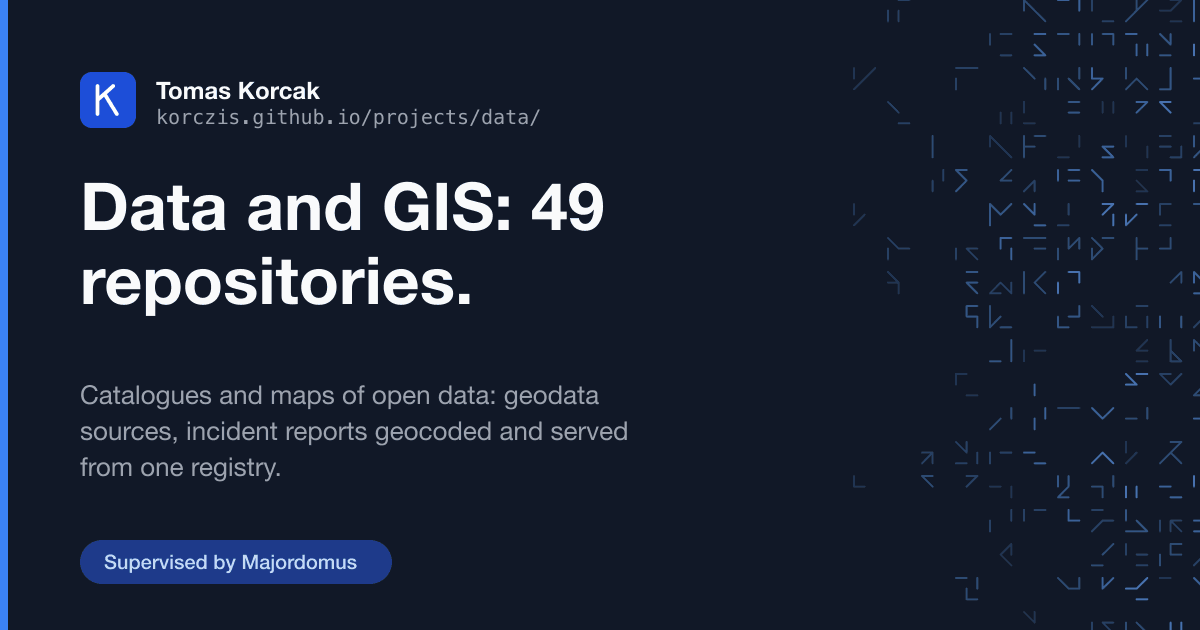 K
Tomas Korcak
korczis.github.io/projects/data/
Data and GIS: 49
repositories.
Catalogues and maps of open data: geodata
sources, incident reports geocoded and served
from one registry.
Supervised by Majordomus